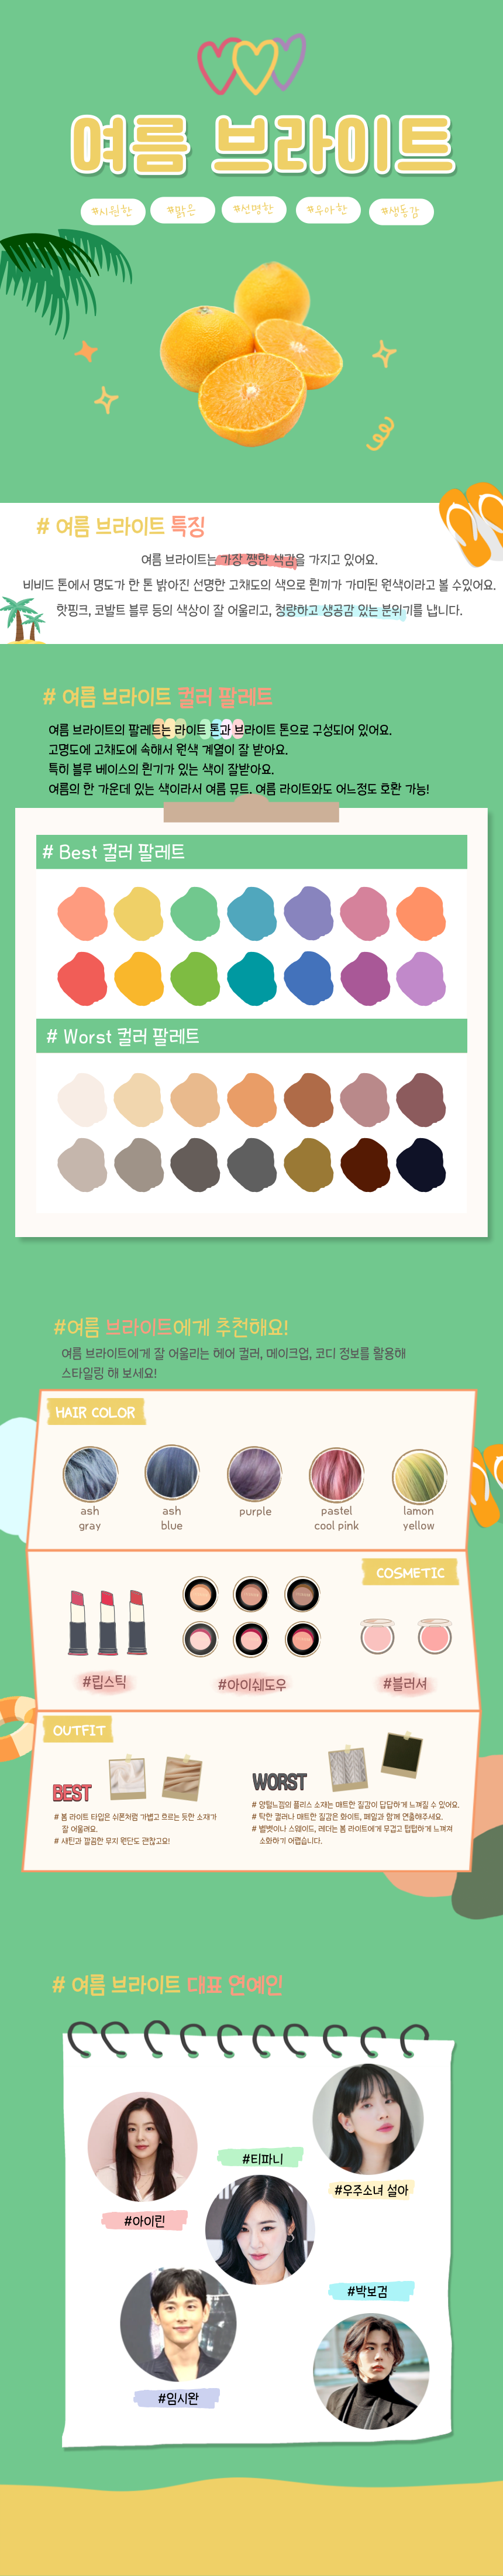 여름 브라이트
#시원한 #맑은 #선명한 #우아한 #생동감
# 여름 브라이트 특징
여름 브라이트는 가장 쨍한 색감을 가지고 있어요.
비비드 톤에서 명도가 한 톤 밝아진 선명한 고채도의 색으로 흰끼가 가미된 원색이라고 볼 수있어요.
핫핑크, 코발트 블루 등의 색상이 잘 어울리고, 청량하고 생공감 있는 분위기를 냅니다.
# 여름 브라이트 컬러 팔레트
여름 브라이트의 팔레트는 라이트 톤과 브라이트 톤으로 구성되어 있어요.
고명도에 고채도에 속해서 원색 계열이 잘 받아요.
특히 블루 베이스의 흰기가 있는 색이 잘받아요.
여름의 한 가운데 있는 색이라서 여름 뮤트, 여름 라이트와도 어느정도 호환 가능!
# Best 컬러 팔레트
# Worst 컬러 팔레트
#여름 브라이트에게 추천해요!
여름 브라이트에게 잘 어울리는 헤어 컬러, 메이크업, 코디 정보를 활용해
스타일링 해 보세요!
HAIR COLOR
ash gray
ash blue
purple
pastel cool pink
lamon yellow
COSMETIC
#립스틱
#아이쉐도우
#블러셔
OUTFIT
BEST
# 봄 라이트 타입은 쉬폰처럼 가볍고 흐르는 듯한 소재가
잘 어울려요.
# 새틴과 깔끔한 무지 원단도 괜찮고요!
WORST
# 양털느낌의 플리스 소재는 매트한 질감이 답답하게 느껴질 수 있어요.
# 탁한 컬러나 매트한 질감은 화이트, 페일과 함께 연출해주세요.
# 벨벳이나 스웨이드, 레더는 봄 라이트에게 무겁고 텁텁하게 느껴져
소화하기 어렵습니다.
# 여름 브라이트 대표 연예인
#티파니
#우주소녀 설아
#아이린
#박보검
#임시완